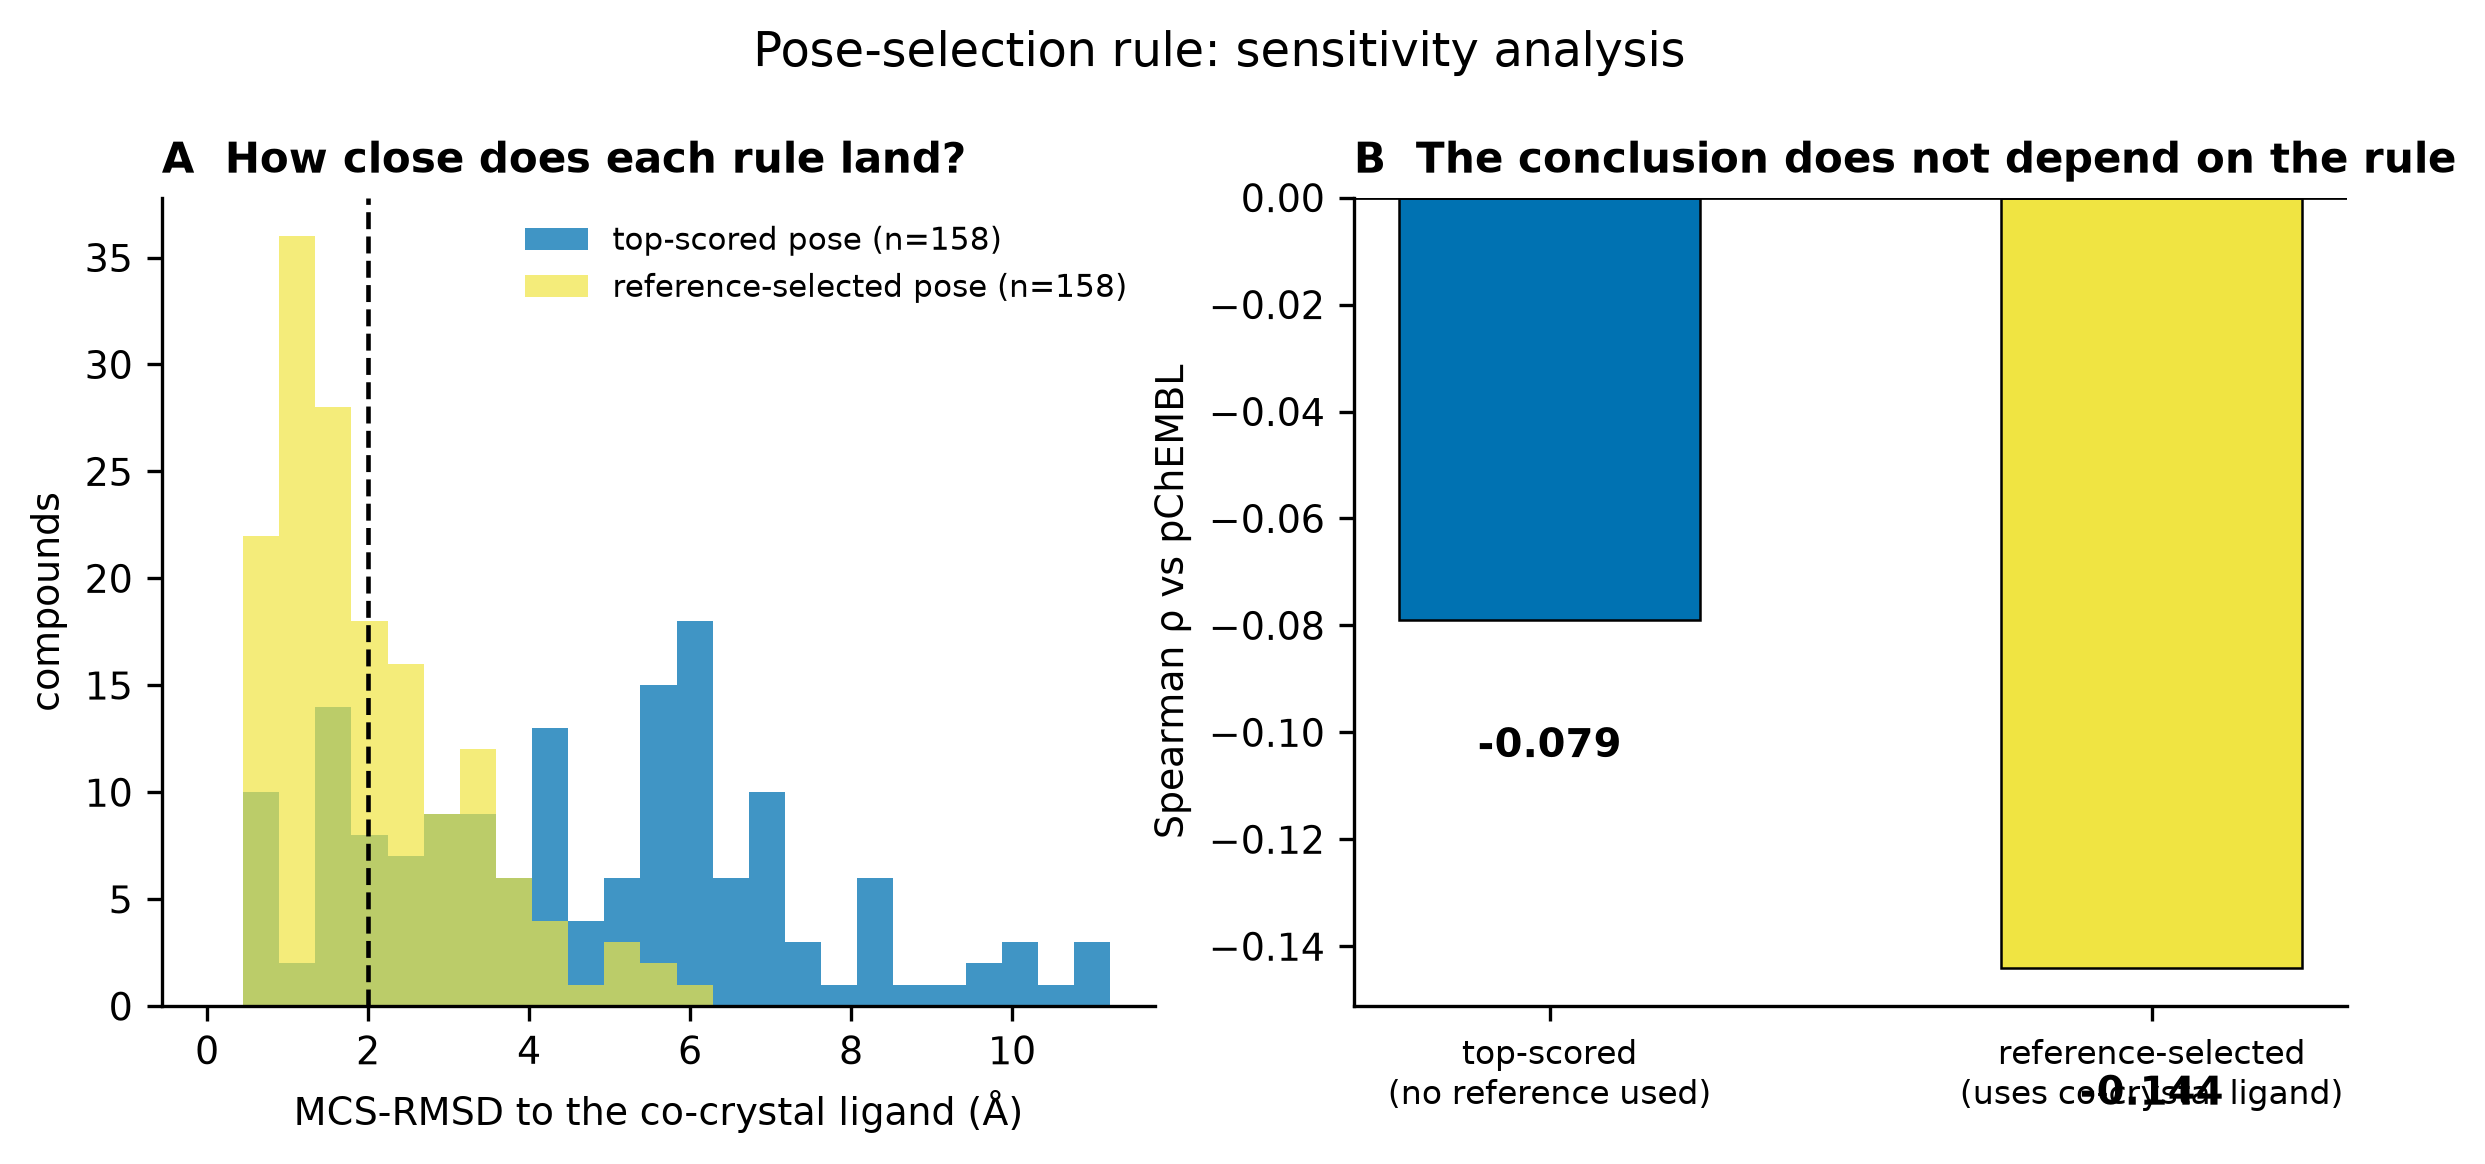 Pose-selection rule: sensitivity analysis
A How close does each rule land?
35
30
25
20
15
10
5
0
compounds
top-scored pose (n=158)
reference-selected pose (n=158)
0 2 4 6 8 10
MCS-RMSD to the co-crystal ligand (Å)
B The conclusion does not depend on the rule
0.00
−0.02
−0.04
−0.06
−0.08
−0.10
−0.12
−0.14
Spearman ρ vs pChEMBL
-0.079
top-scored
(no reference used)
reference-selected
(uses co-crystal ligand)
-0.144